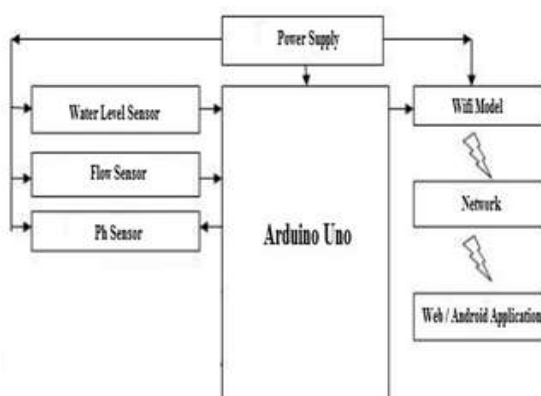 Power Supply
Water Level Sensor
Wifi Model
Flow Sensor
Network
Ph Sensor
Arduino Uno
Web / Android Application